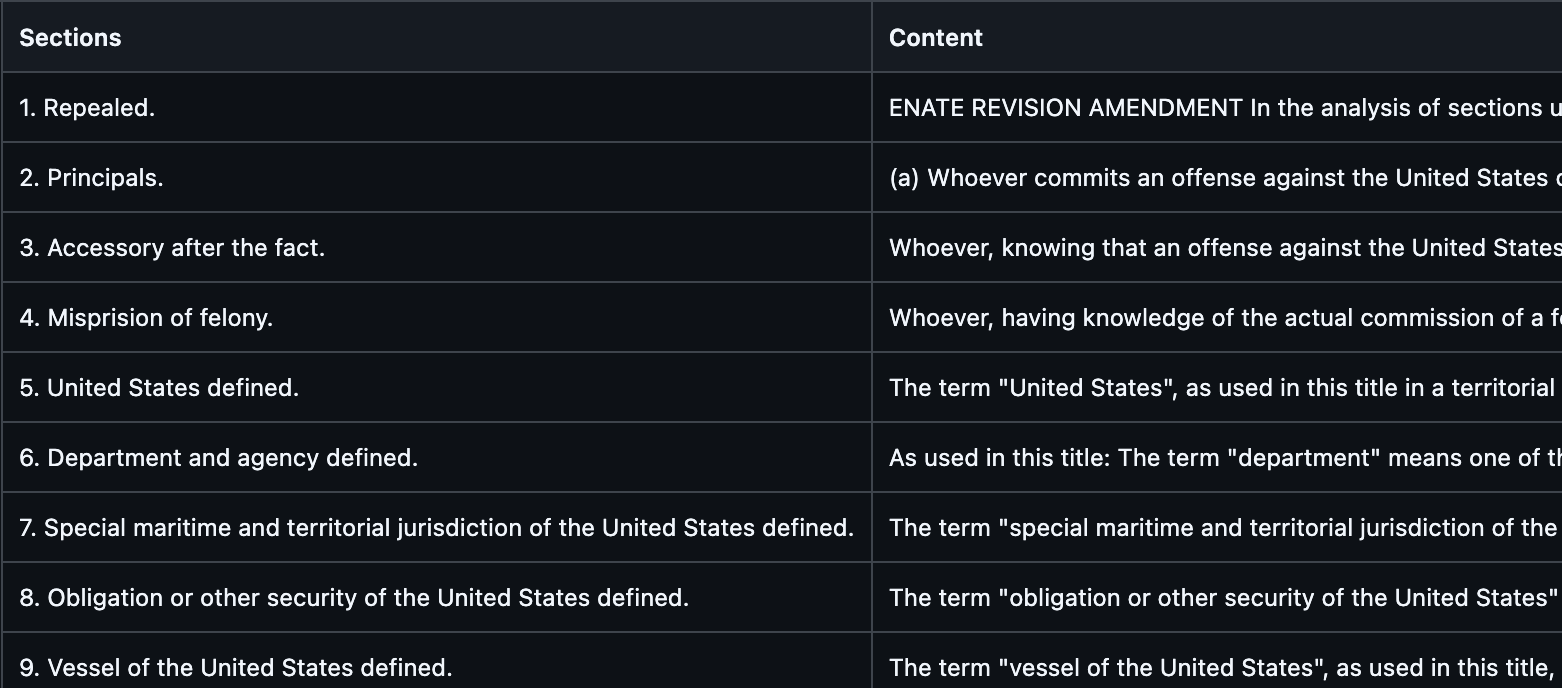 Sections Content
1. Repealed. ENATE REVISION AMENDMENT In the analysis of sections
2. Principals. (a) Whoever commits an offense against the United States
3. Accessory after the fact. Whoever, knowing that an offense against the United States
4. Misprision of felony. Whoever, having knowledge of the actual commission of a
5. United States defined. The term "United States", as used in this title in a territorial
6. Department and agency defined. As used in this title: The term "department" means one of
7. Special maritime and territorial jurisdiction of the United States defined. The term "special maritime and territorial jurisdiction of the
8. Obligation or other security of the United States defined. The term "obligation or other security of the United States"
9. Vessel of the United States defined. The term "vessel of the United States", as used in this title,